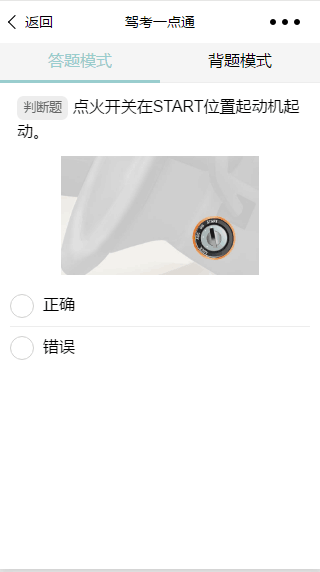 返回
驾考一点通
答题模式
背题模式
判断题 点火开关在START位置起动机起
动。
正确
错误